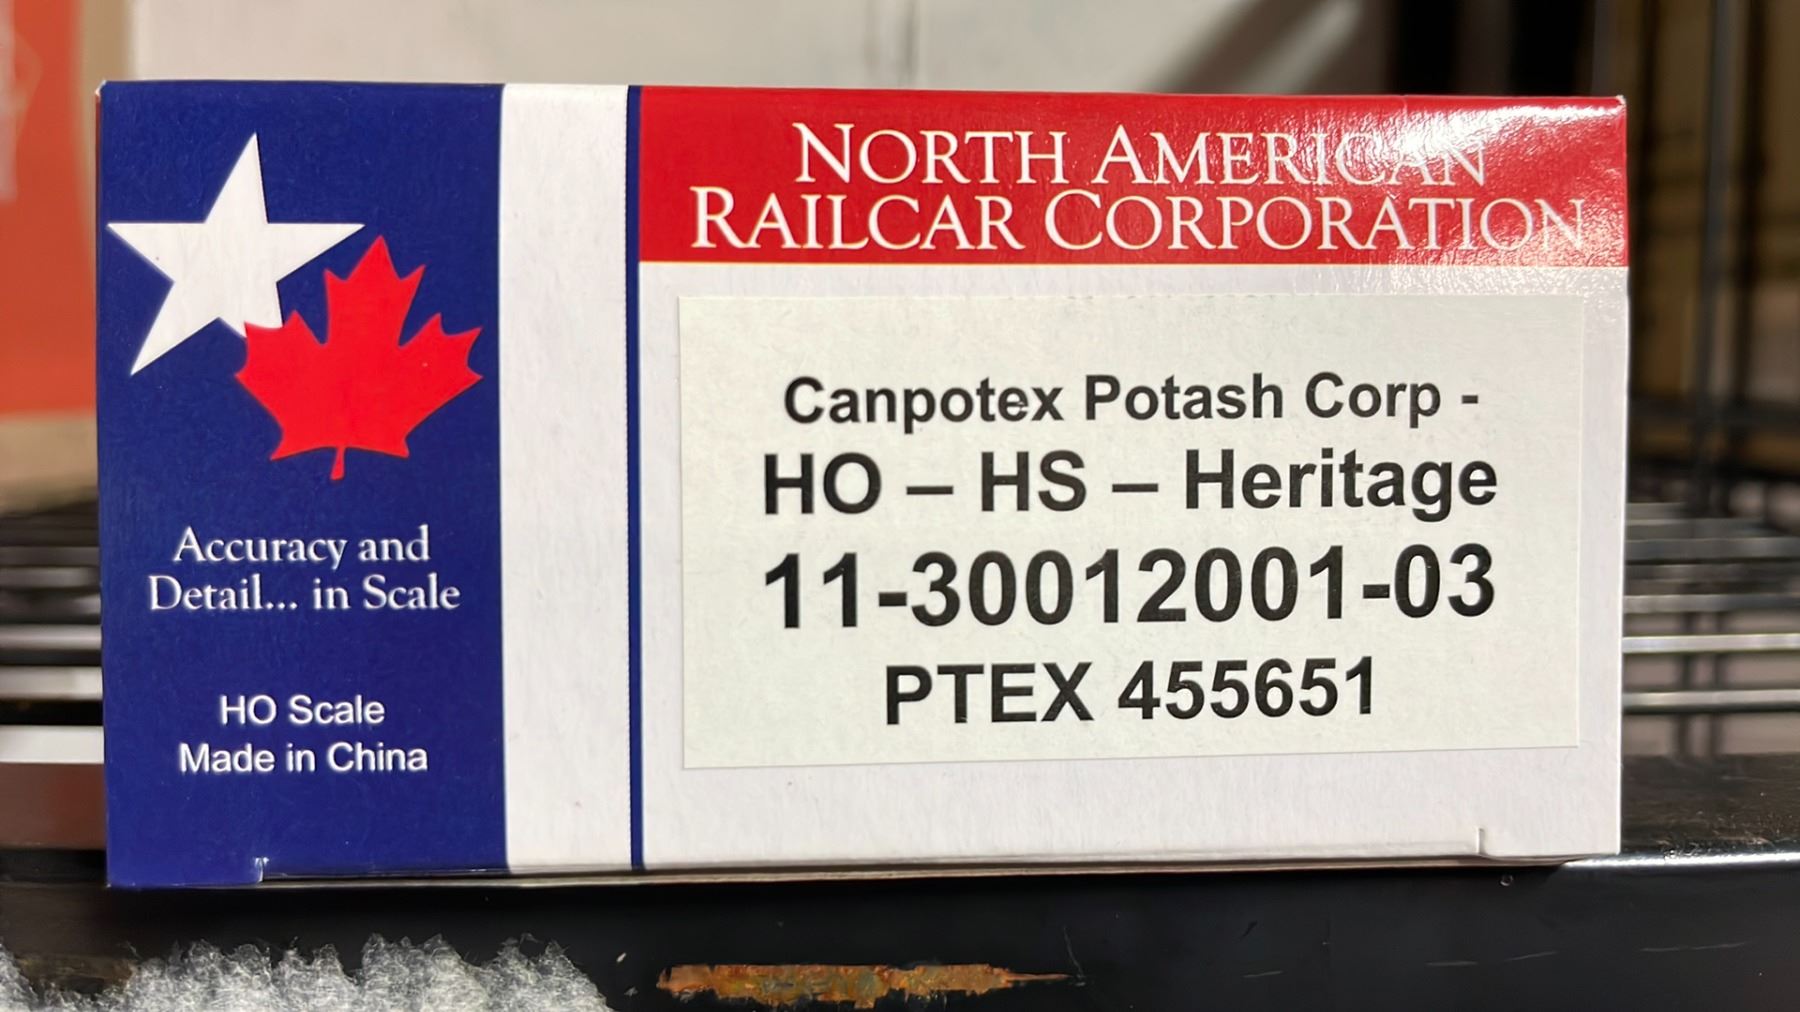 NORTH AMERICAN
RAILCAR CORPORATION
Canpotex Potash Corp -
HO – HS – Heritage
11-30012001-03
PTEX 455651
Accuracy and
Detail... in Scale
HO Scale
Made in China